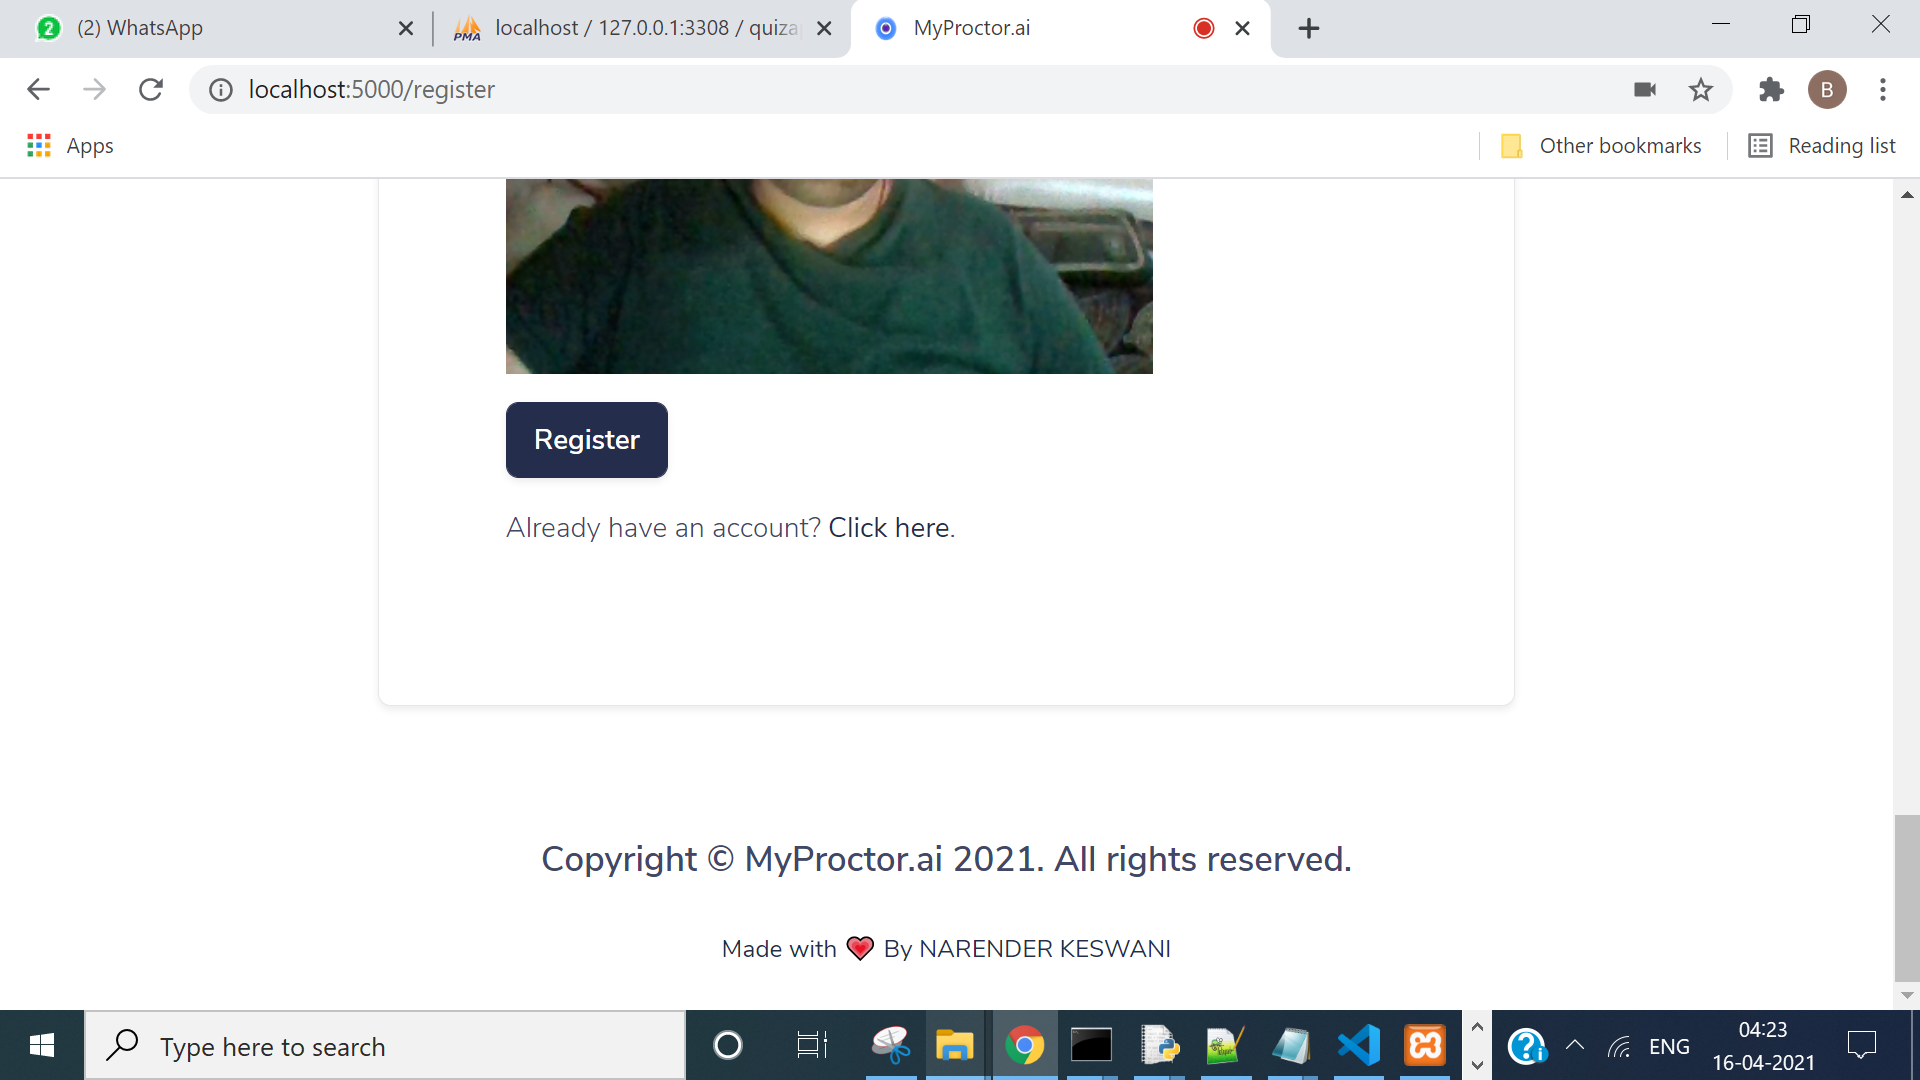 (2) WhatsApp
localhost / 127.0.0.1:3308 / quiza
MyProctor.ai
localhost:5000/register
B
Apps
Other bookmarks
Reading list
Register
Already have an account? Click here.
Copyright © MyProctor.ai 2021. All rights reserved.
Made with ❤ By NARENDER KESWANI
Type here to search
ENG
04:23
16-04-2021